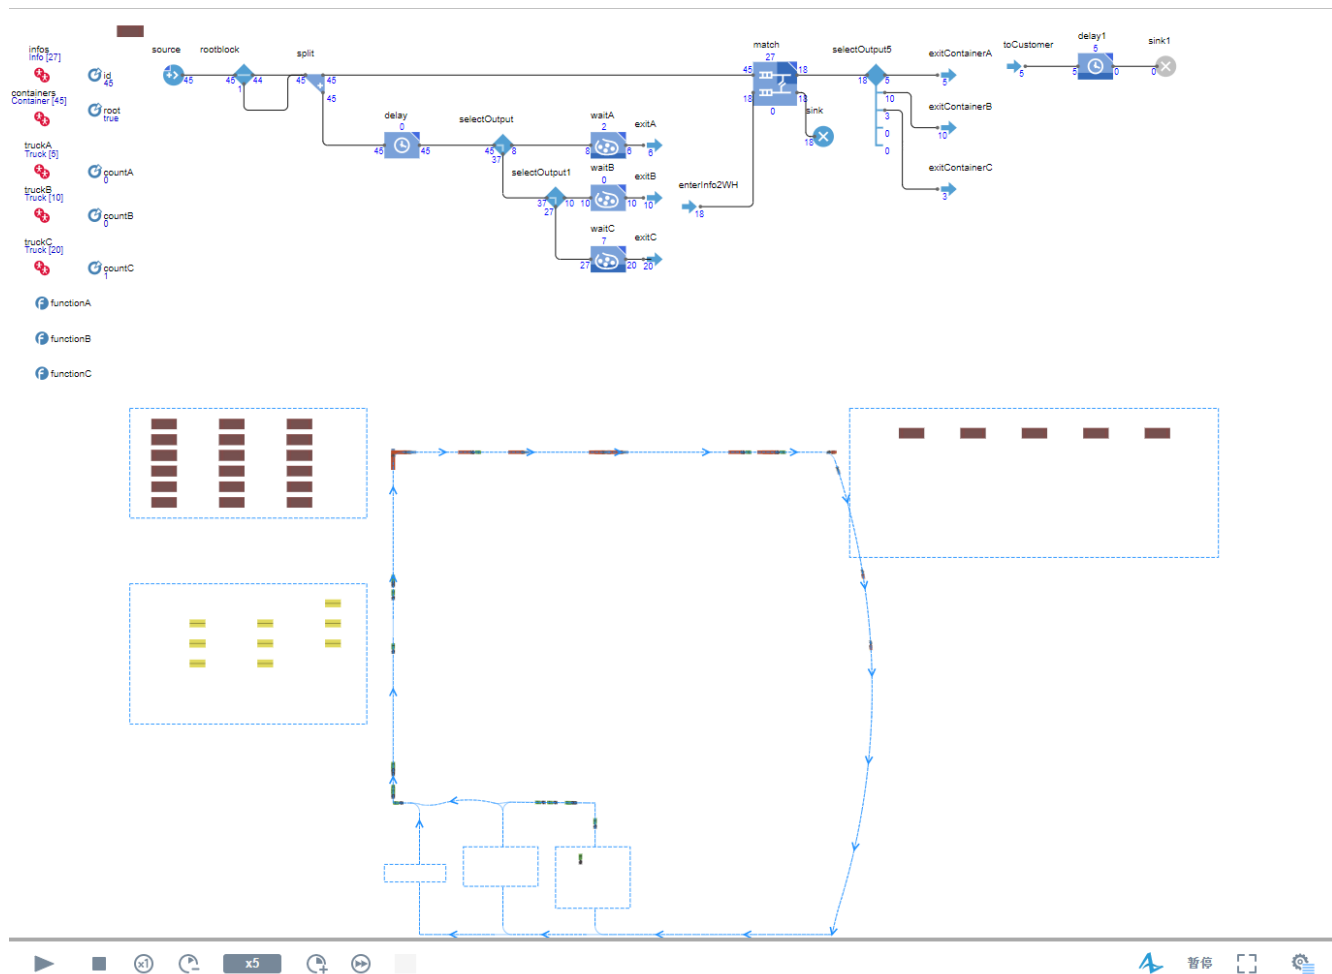 infos
Info [27]
containers
Container [45]
truckA
Truck [5]
truckB
Truck [10]
truckC
Truck [20]
functionA
functionB
functionC
id
45
root
true
countA
0
countB
0
countC
1
source
45
rootblock
45
44
1
split
45
45
45
delay
0
45
45
selectOutput
45
8
37
selectOutput1
37
10
27
waitA
2
8
6
exitA
6
waitB
0
10
10
exitB
10
waitC
7
27
20
exitC
20
enterInfo2WH
18
match
27
45
18
18
18
0
sink
18
selectOutput5
18
5
10
3
0
0
exitContainerA
5
exitContainerB
10
exitContainerC
3
toCustomer
5
delay1
5
5
0
sink1
0
x1
x5
暂停